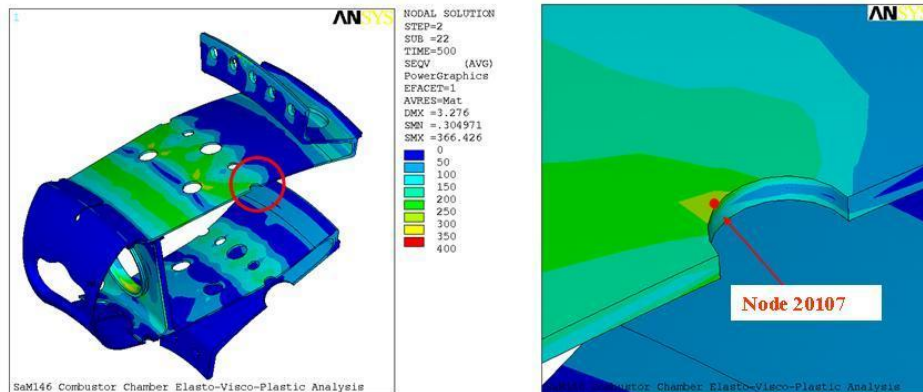 1
ANSYS
NODAL SOLUTION
STEP=2
SUB =22
TIME=500
SEQV (AVG)
PowerGraphics
EFACET=1
AVRES=Mat
DMX =3.276
SMN =.304971
SMX =366.426
0
50
100
150
200
250
300
350
400
SaM146 Combustor Chamber Elasto-Visco-Plastic Analysis
ANSYS
Node 20107
SaM146 Combustor Chamber Elasto-Visco-Plastic Analysis